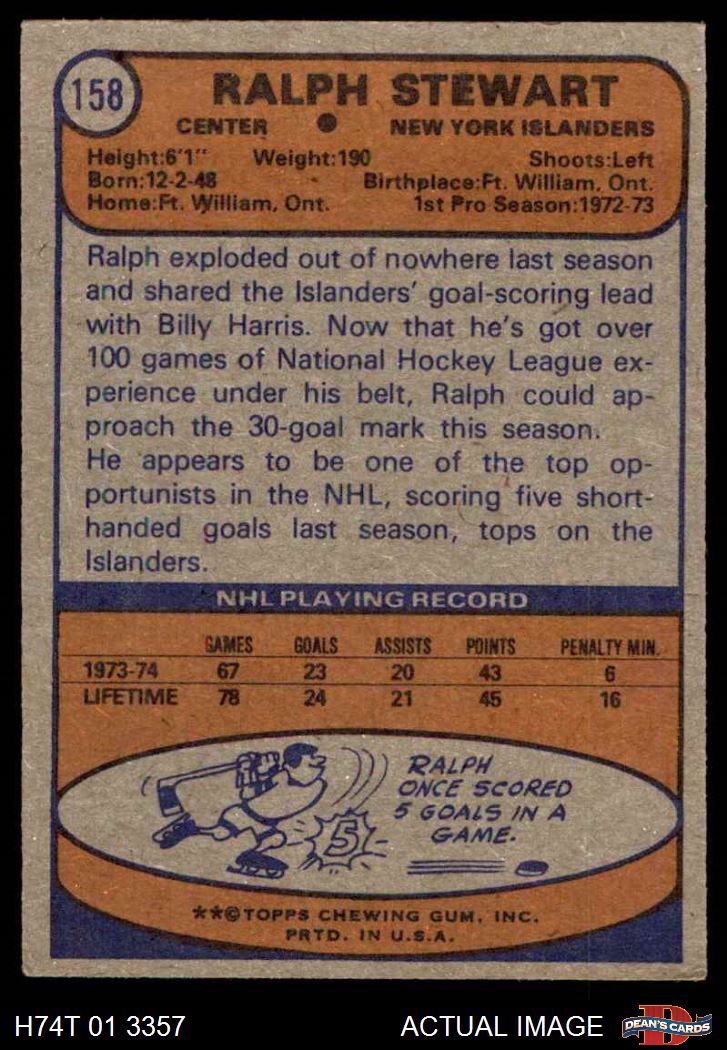 158
RALPH STEWART
CENTER ● NEW YORK ISLANDERS
Height:6'1" Weight:190 Shoots:Left
Born:12-2-48 Birthplace:Ft. William, Ont.
Home:Ft. William, Ont. 1st Pro Season:1972-73
Ralph exploded out of nowhere last season
and shared the Islanders' goal-scoring lead
with Billy Harris. Now that he's got over
100 games of National Hockey League ex-
perience under his belt, Ralph could ap-
proach the 30-goal mark this season.
He appears to be one of the top op-
portunists in the NHL, scoring five short-
handed goals last season, tops on the
Islanders.
NHL PLAYING RECORD
GAMES GOALS ASSISTS POINTS PENALTY MIN.
1973-74 67 23 20 43 6
LIFETIME 78 24 21 45 16
RALPH
ONCE SCORED
5 GOALS IN A
GAME.
5
**©TOPPS CHEWING GUM, INC.
PRTD. IN U.S.A.
H74T 01 3357 ACTUAL IMAGE
D
DEAN'S CARDS